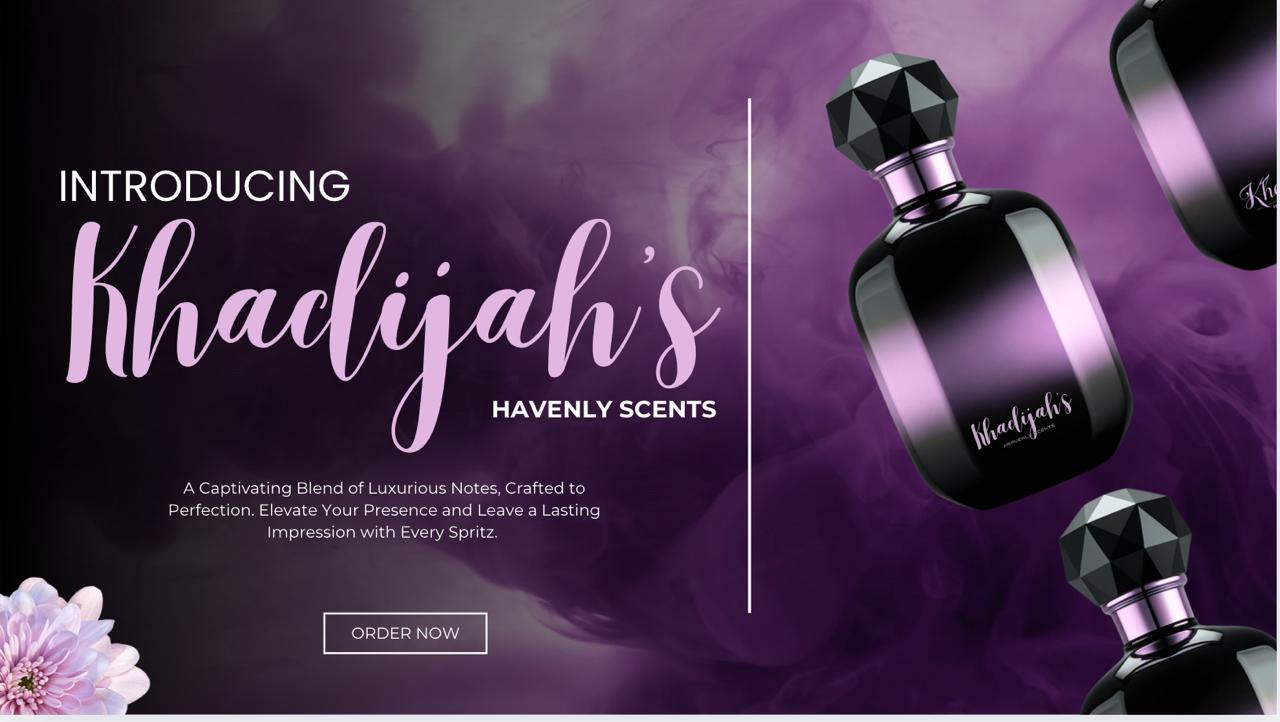 INTRODUCING
Khadijah's
HAVENLY SCENTS
A Captivating Blend of Luxurious Notes, Crafted to
Perfection. Elevate Your Presence and Leave a Lasting
Impression with Every Spritz.
ORDER NOW
Khadijah's